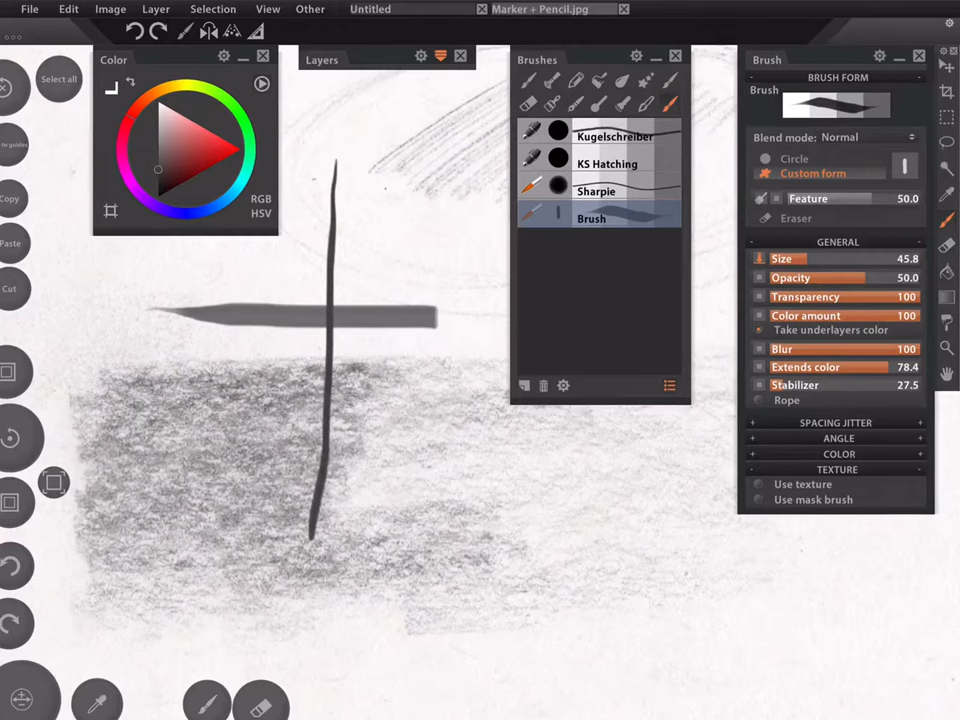 File Edit Image Layer Selection View Other Untitled Marker + Pencil.jpg
Select all
to guides
Copy
Paste
Cut
Color
RGB
HSV
Layers
Brushes
Kugelschreiber
KS Hatching
Sharpie
Brush
Brush
BRUSH FORM
Brush
Blend mode: Normal
Circle
Custom form
Feature 50.0
Eraser
GENERAL
Size 45.8
Opacity 50.0
Transparency 100
Color amount 100
Take underlayers color
Blur 100
Extends color 78.4
Stabilizer 27.5
Rope
+ SPACING JITTER +
+ ANGLE +
+ COLOR +
- TEXTURE -
Use texture
Use mask brush